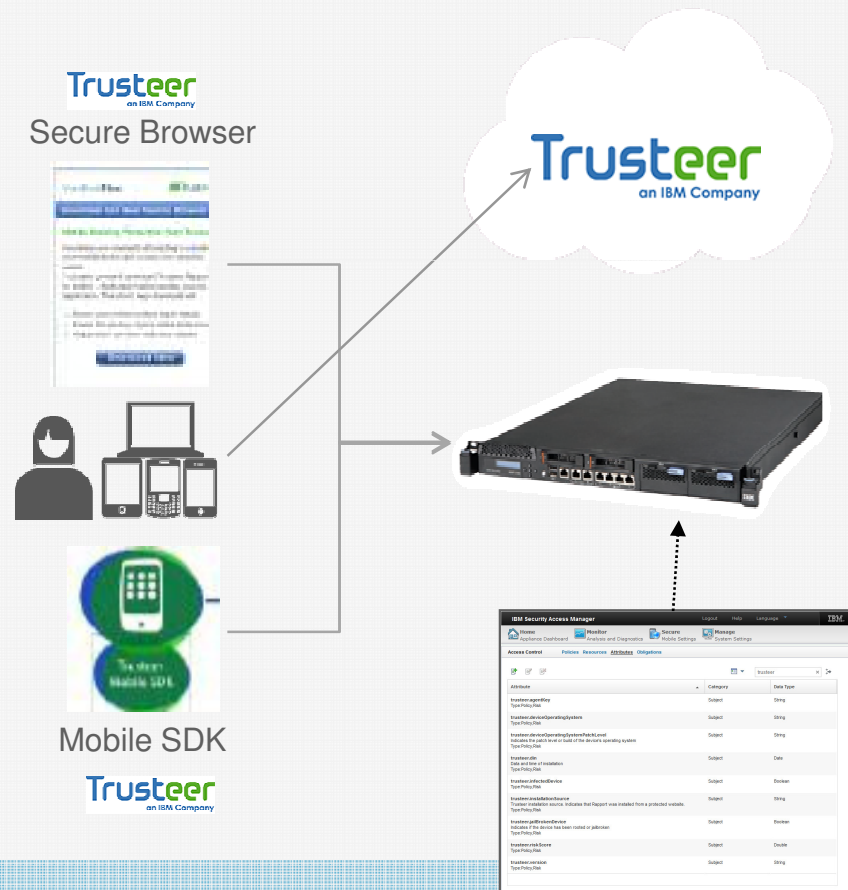 Trusteer
an IBM Company
Secure Browser
Trusteer
an IBM Company
Trusteer
Mobile SDK
Mobile SDK
Trusteer
an IBM Company
IBM Security Access Manager
Logout Help Language
IBM.
Home
Appliance Dashboard
Monitor
Analysis and Diagnostics
Secure
Mobile Settings
Manage
System Settings
Access Control Policies Resources Attributes Obligations
trusteer
Attribute Category Data Type
trusteer.agentKey Subject String
Type:Policy,Risk
trusteer.deviceOperatingSystem Subject String
Type:Policy,Risk
trusteer.deviceOperatingSystemPatchLevel Subject String
Indicates the patch level or build of the device's operating system
Type:Policy,Risk
trusteer.doi Subject Date
Date and time of installation
Type:Policy,Risk
trusteer.infectedDevice Subject Boolean
Type:Policy,Risk
trusteer.installationSource Subject String
Trusteer installation source. Indicates that Rapport was installed from a protected website.
Type:Policy,Risk
trusteer.jailBrokenDevice Subject Boolean
Indicates if the device has been rooted or jailbroken
Type:Policy,Risk
trusteer.riskScore Subject Double
Type:Policy,Risk
trusteer.version Subject String
Type:Policy,Risk